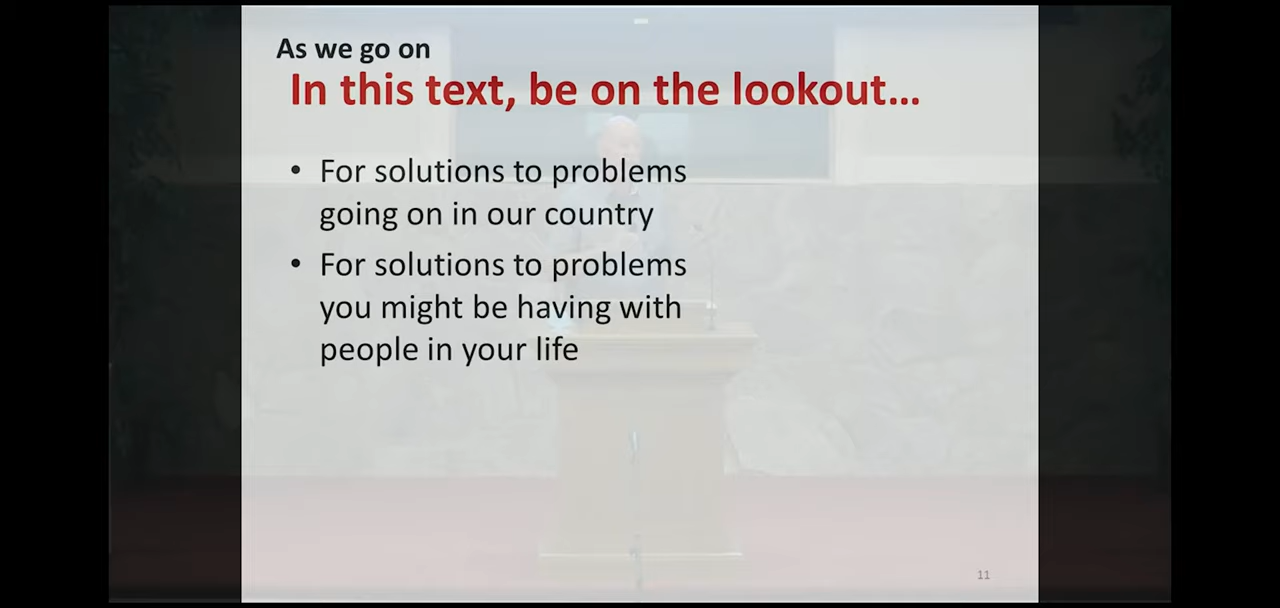 As we go on
In this text, be on the lookout…
• For solutions to problems
going on in our country
• For solutions to problems
you might be having with
people in your life
11